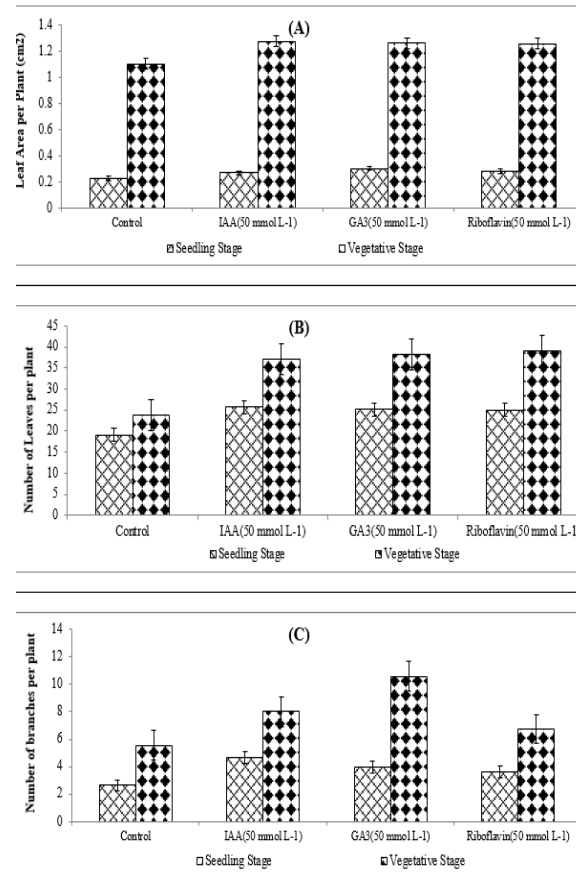 (A)
Leaf Area per Plant (cm2)
1.4
1.2
1
0.8
0.6
0.4
0.2
0
Control IAA(50 mmol L-1) GA3(50 mmol L-1) Riboflavin(50 mmol L-1)
Seedling Stage Vegetative Stage
(B)
Number of Leaves per plant
45
40
35
30
25
20
15
10
5
0
Control IAA(50 mmol L-1) GA3(50 mmol L-1) Riboflavin(50 mmol L-1
Seedling Stage Vegetative Stage
(C)
Number of branches per plant
14
12
10
8
6
4
2
0
Control IAA(50 mmol L-1) GA3(50 mmol L-1) Riboflavin(50 mmol L-1)
Seedling Stage Vegetative Stage